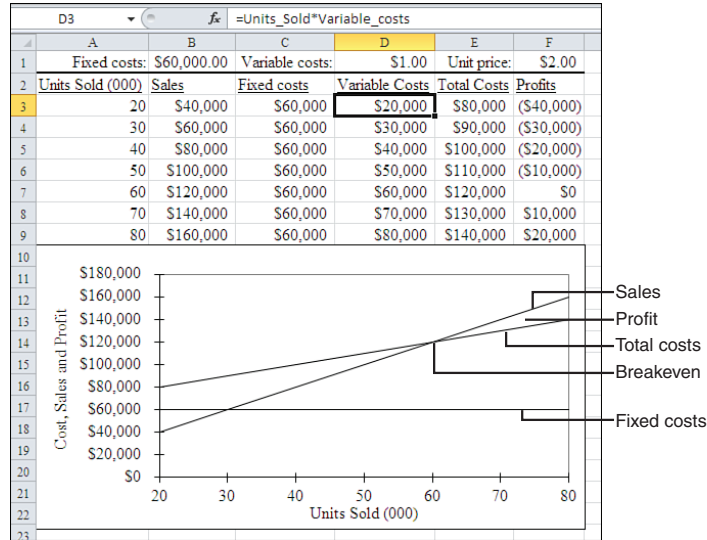 D3 fx =Units_Sold*Variable_costs
A B C D E F
1 Fixed costs: $60,000.00 Variable costs: $1.00 Unit price: $2.00
2 Units Sold (000) Sales Fixed costs Variable Costs Total Costs Profits
3 20 $40,000 $60,000 $20,000 $80,000 ($40,000)
4 30 $60,000 $60,000 $30,000 $90,000 ($30,000)
5 40 $80,000 $60,000 $40,000 $100,000 ($20,000)
6 50 $100,000 $60,000 $50,000 $110,000 ($10,000)
7 60 $120,000 $60,000 $60,000 $120,000 $0
8 70 $140,000 $60,000 $70,000 $130,000 $10,000
9 80 $160,000 $60,000 $80,000 $140,000 $20,000
10
11
12
13
14
15
16
17
18
19
20
21
22
23
Cost, Sales and Profit
$180,000
$160,000
$140,000
$120,000
$100,000
$80,000
$60,000
$40,000
$20,000
$0
20 30 40 50 60 70 80
Units Sold (000)
Sales
Profit
Total costs
Breakeven
Fixed costs